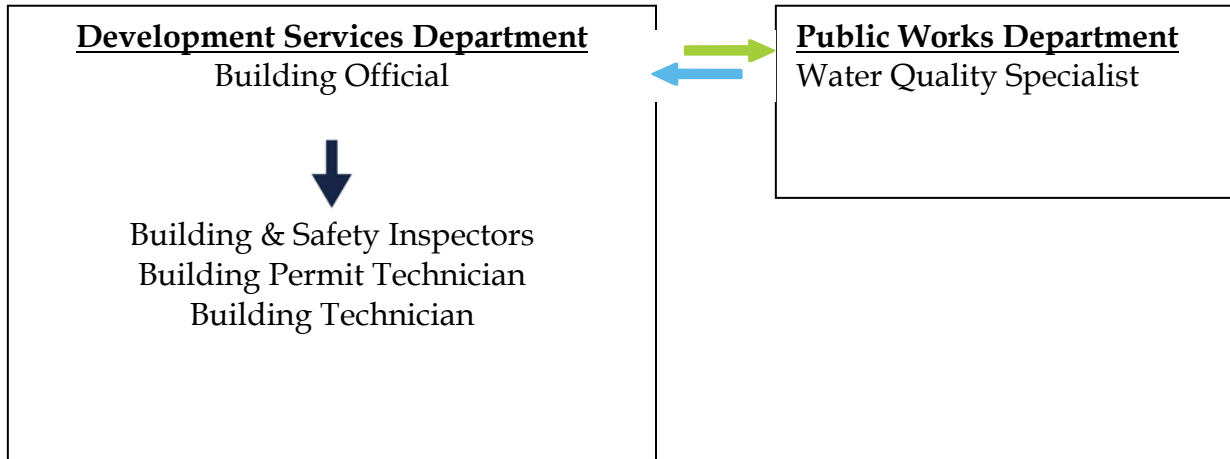 Development Services Department
Building Official
Building & Safety Inspectors
Building Permit Technician
Building Technician
Public Works Department
Water Quality Specialist